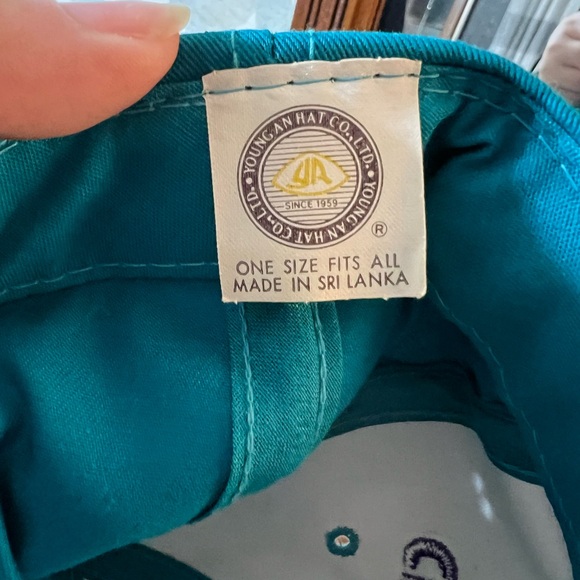 YOUNG AN HAT CO., LTD. • YOUNG AN HAT CO., LTD. •
YA
SINCE 1959
®
ONE SIZE FITS ALL
MADE IN SRI LANKA